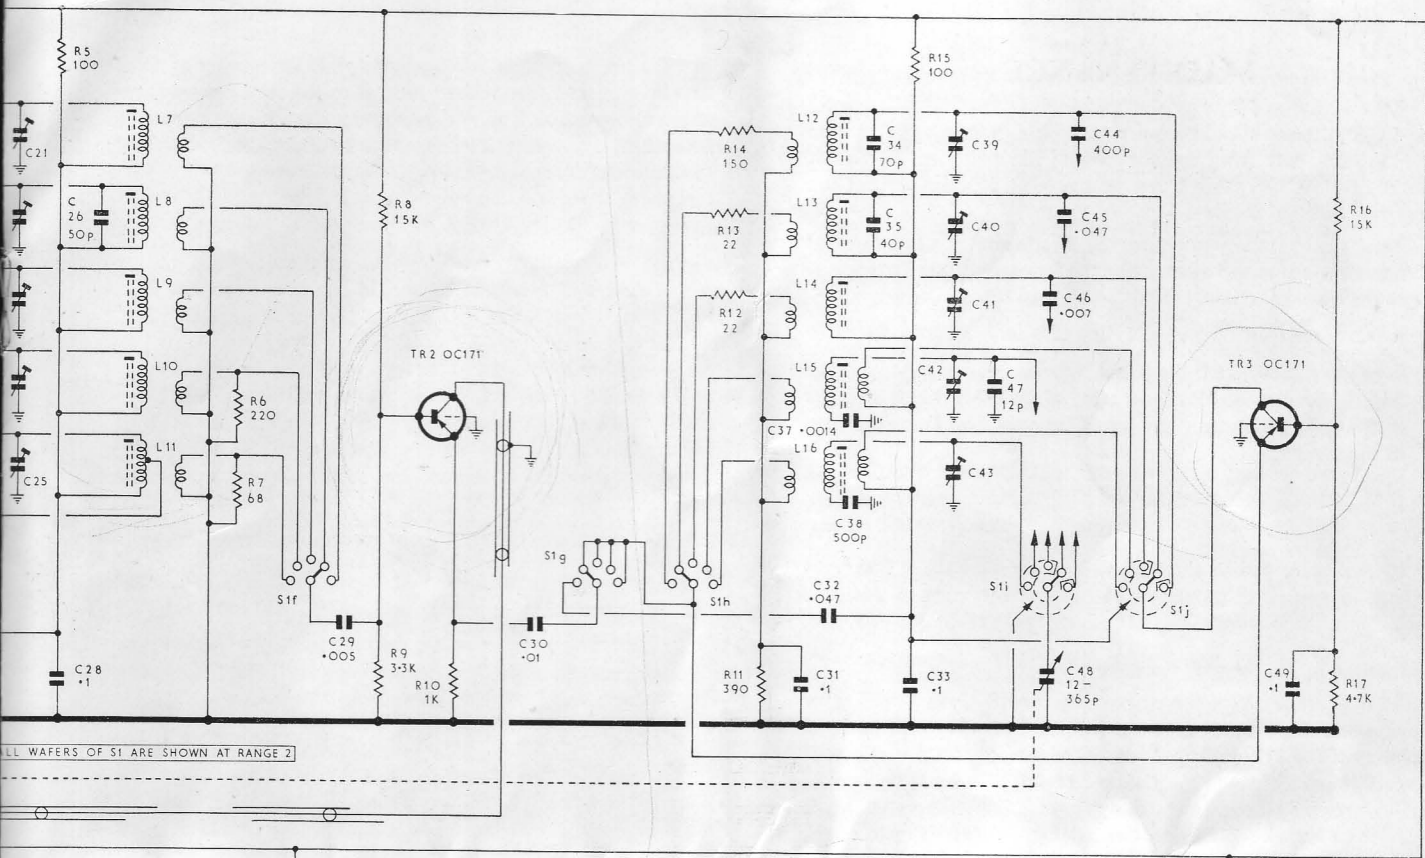 R5
100
L7
C21
C
26
50p
L8
L9
L10
R6
220
C25
L11
R7
68
R8
15K
TR2 OC171
S1f
C29
·005
R9
3·3K
R10
1K
C28
·1
ALL WAFERS OF S1 ARE SHOWN AT RANGE 2
C30
·01
S1g
S1h
R14
150
R13
22
R12
22
R15
100
L12
C
34
70p
C39
C44
400p
L13
C
35
40p
C40
C45
·047
L14
C41
C46
·007
L15
C42
C
47
12p
C37 ·0014
L16
C43
C38
500p
C32
·047
S1i
S1j
R11
390
C31
·1
C33
·1
C48
12–
365p
TR3 OC171
R16
15K
C49
·1
R17
4·7K